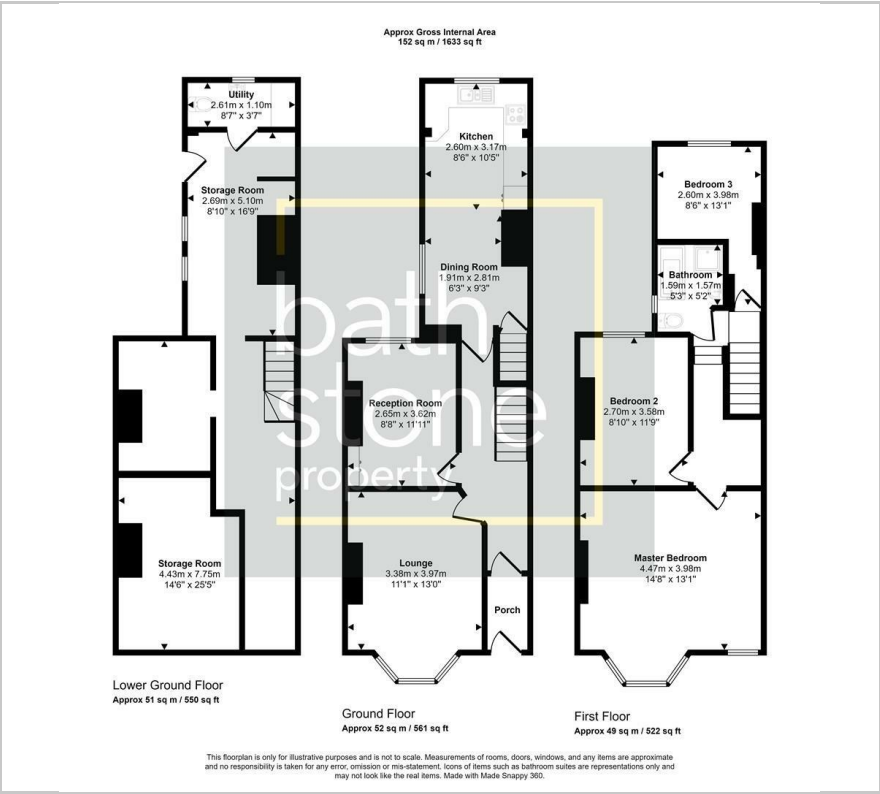 Approx Gross Internal Area
152 sq m / 1633 sq ft
Utility
2.61m x 1.10m
8'7" x 3'7"
Storage Room
2.69m x 5.10m
8'10" x 16'9"
Storage Room
4.43m x 7.75m
14'6" x 25'5"
Lower Ground Floor
Approx 51 sq m / 550 sq ft
Kitchen
2.60m x 3.17m
8'6" x 10'5"
Dining Room
1.91m x 2.81m
6'3" x 9'3"
Reception Room
2.65m x 3.62m
8'8" x 11'11"
Lounge
3.38m x 3.97m
11'1" x 13'0"
Porch
Ground Floor
Approx 52 sq m / 561 sq ft
Bedroom 3
2.60m x 3.98m
8'6" x 13'1"
Bathroom
1.59m x 1.57m
5'3" x 5'2"
Bedroom 2
2.70m x 3.58m
8'10" x 11'9"
Master Bedroom
4.47m x 3.98m
14'8" x 13'1"
First Floor
Approx 49 sq m / 522 sq ft
bath
stone
property
This floorplan is only for illustrative purposes and is not to scale. Measurements of rooms, doors, windows, and any items are approximate
and no responsibility is taken for any error, omission or mis-statement. Icons of items such as bathroom suites are representations only and
may not look like the real items. Made with Made Snappy 360.